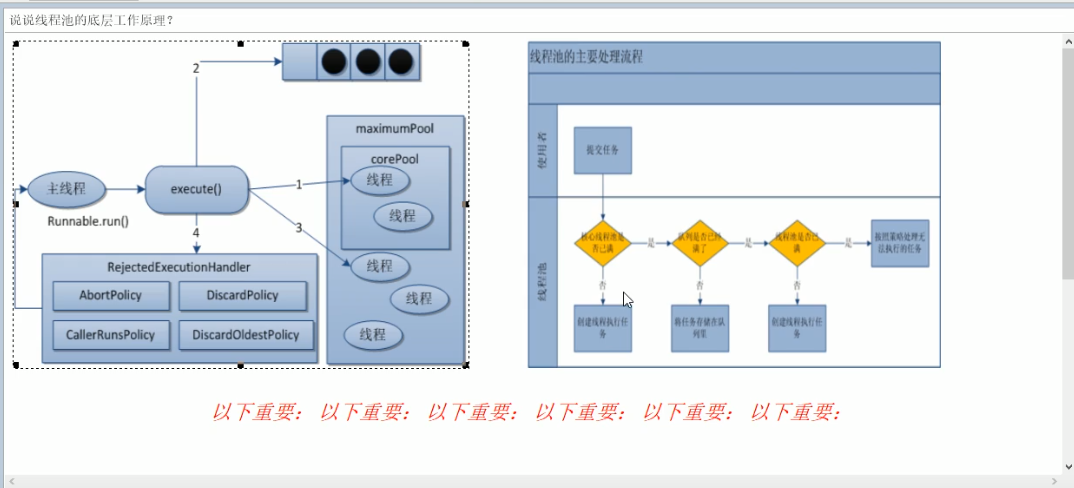 说说线程池的底层工作原理？
2
maximumPool
corePool
线程
线程
主线程
execute()
1
3
Runnable.run()
4
线程
线程
线程
RejectedExecutionHandler
AbortPolicy
DiscardPolicy
CallerRunsPolicy
DiscardOldestPolicy
线程池的主要处理流程
使用者
提交任务
线程池
核心线程池是
否已满
是
队列是否已经
满了
是
线程池是否已
满
是
按照策略处理无
法执行的任务
否
否
否
创建线程执行任
务
将任务存储在队
列里
创建线程执行任
务
以下重要： 以下重要： 以下重要： 以下重要： 以下重要： 以下重要：